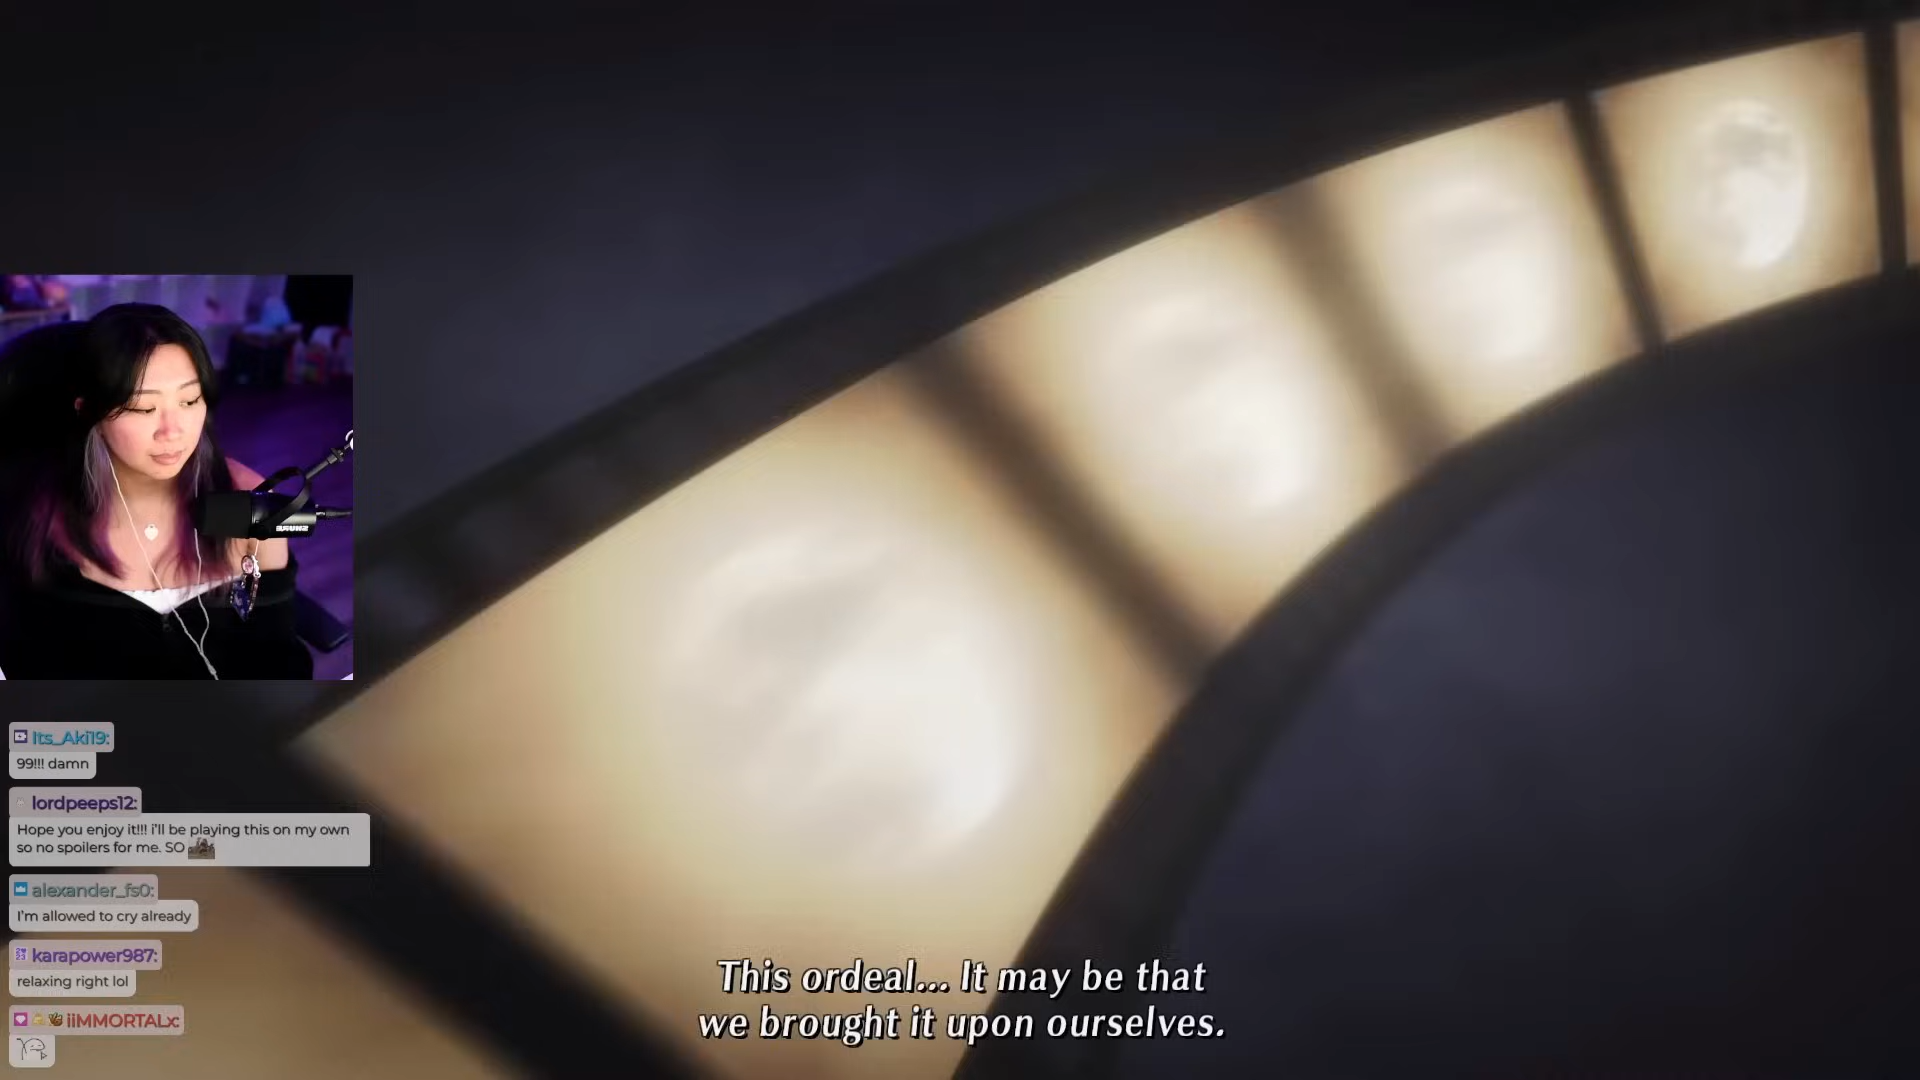 SHURE
Its_Aki19:
99!!! damn
lordpeeps12:
Hope you enjoy it!!! i'll be playing this on my own
so no spoilers for me. SO
alexander_fs0:
I'm allowed to cry already
karapower987:
relaxing right lol
iiMMORTALx:
This ordeal... It may be that
we brought it upon ourselves.